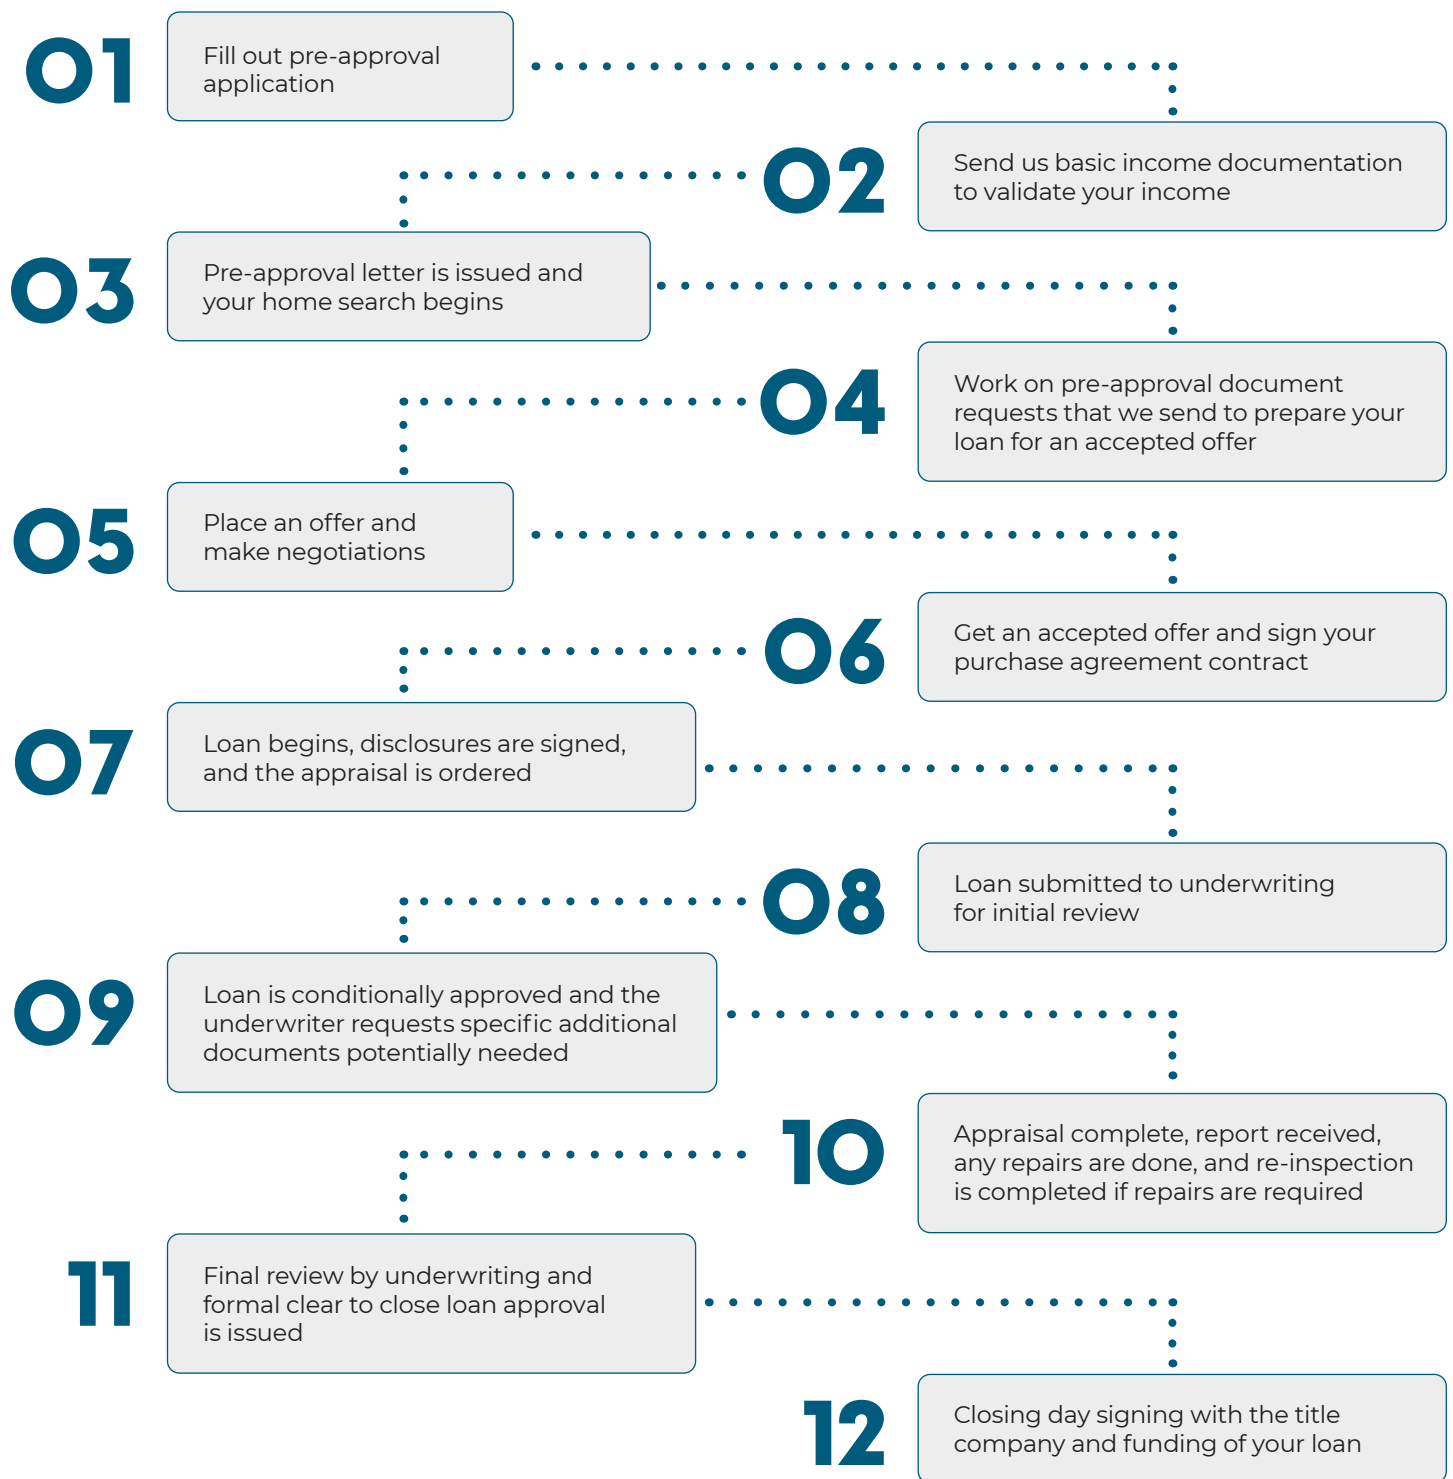 01
Fill out pre-approval
application
02
Send us basic income documentation
to validate your income
03
Pre-approval letter is issued and
your home search begins
04
Work on pre-approval document
requests that we send to prepare your
loan for an accepted offer
05
Place an offer and
make negotiations
06
Get an accepted offer and sign your
purchase agreement contract
07
Loan begins, disclosures are signed,
and the appraisal is ordered
08
Loan submitted to underwriting
for initial review
09
Loan is conditionally approved and the
underwriter requests specific additional
documents potentially needed
10
Appraisal complete, report received,
any repairs are done, and re-inspection
is completed if repairs are required
11
Final review by underwriting and
formal clear to close loan approval
is issued
12
Closing day signing with the title
company and funding of your loan